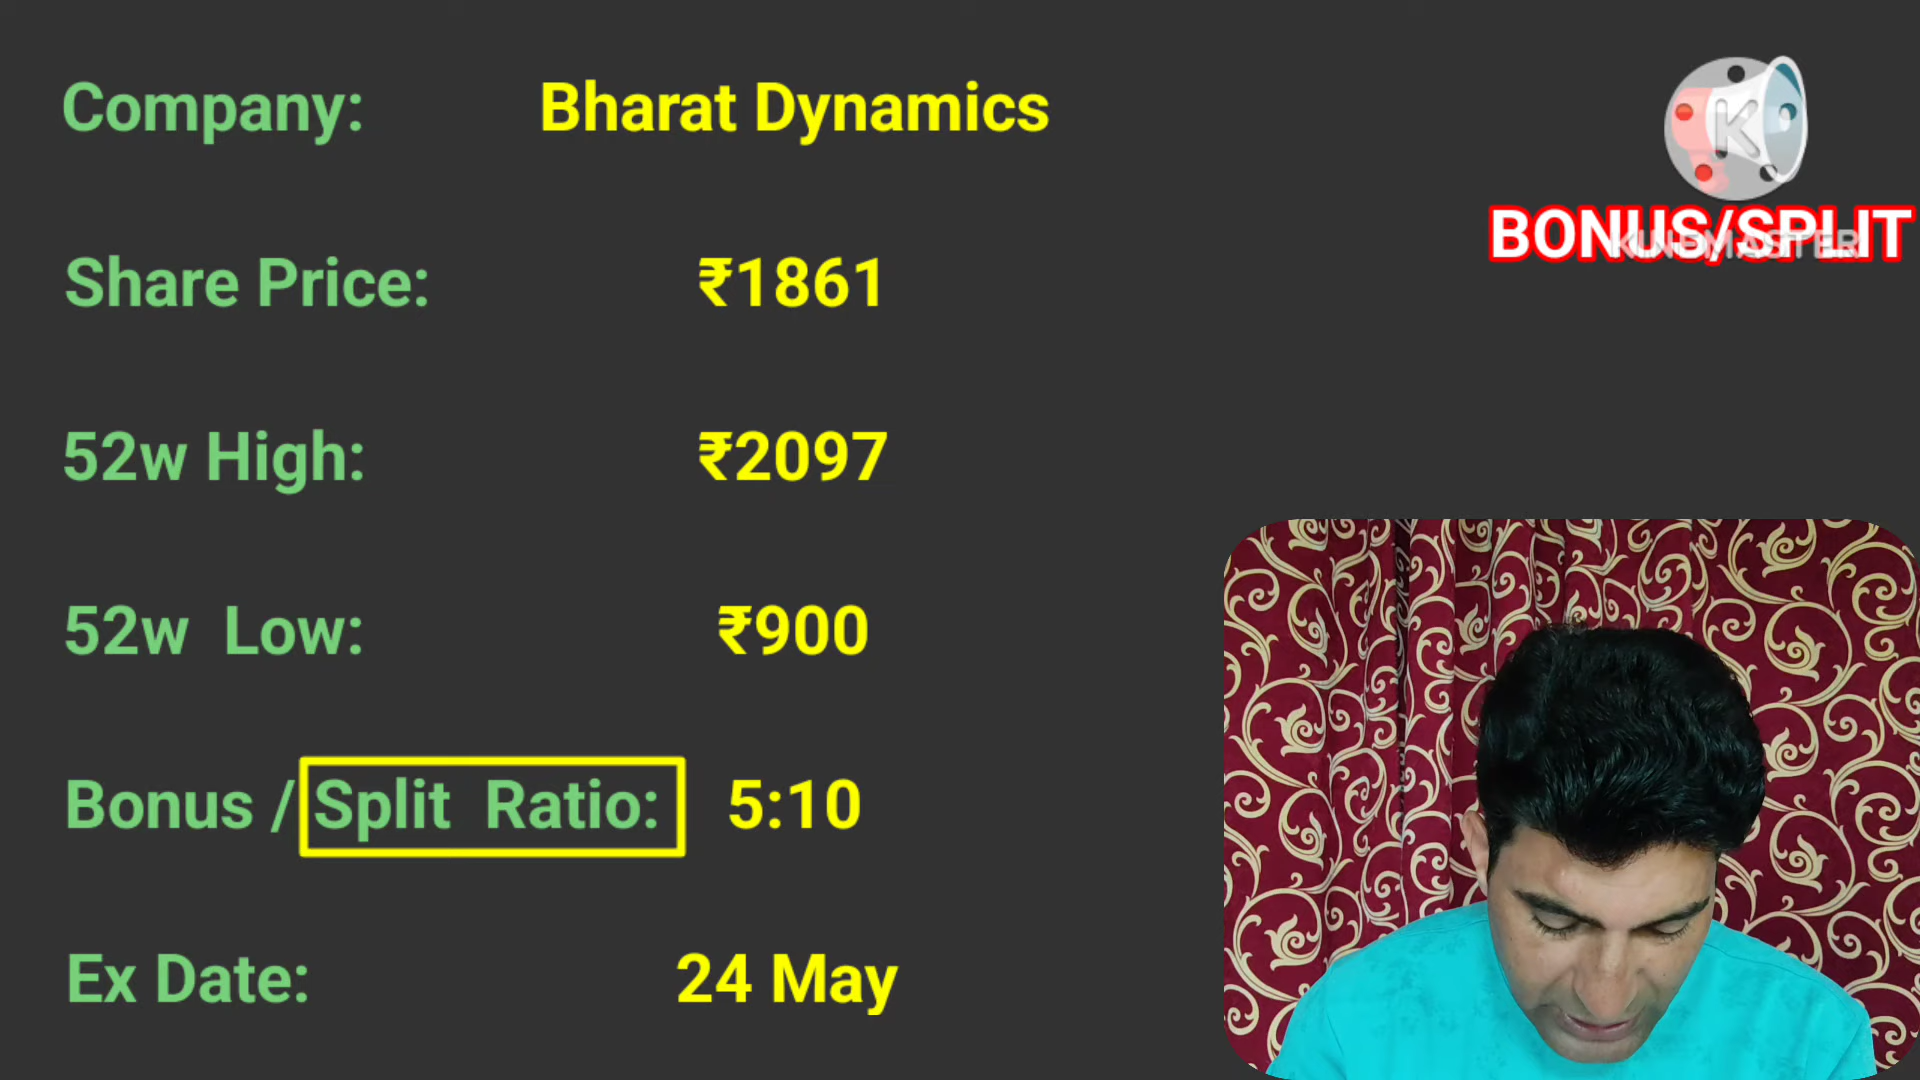 Company: Bharat Dynamics
Share Price: ₹1861
52w High: ₹2097
52w Low: ₹900
Bonus / Split Ratio: 5:10
Ex Date: 24 May
K
BONUS/SPLIT
KINEMASTER